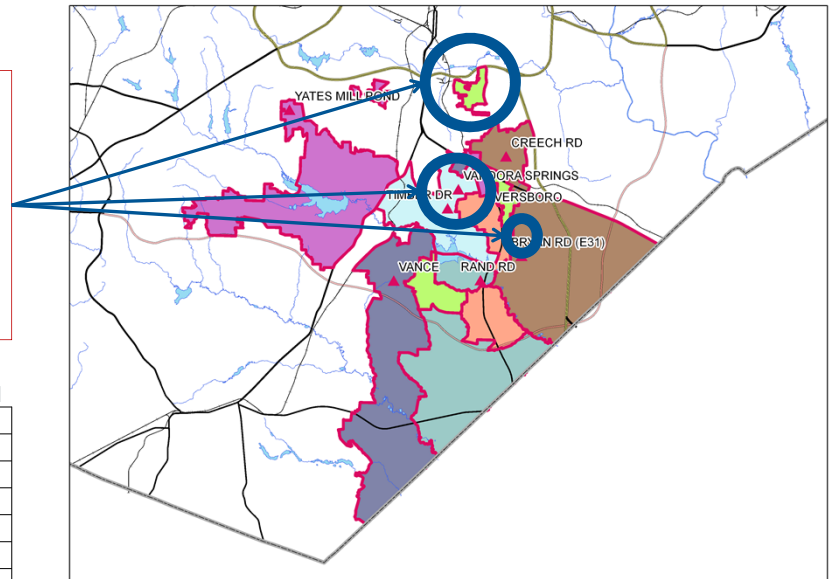 YATES MILL POND
CREECH RD
VANDORA SPRINGS
TIMBER DR
VERSBORO
BRYAN RD (E31)
VANCE
RAND RD